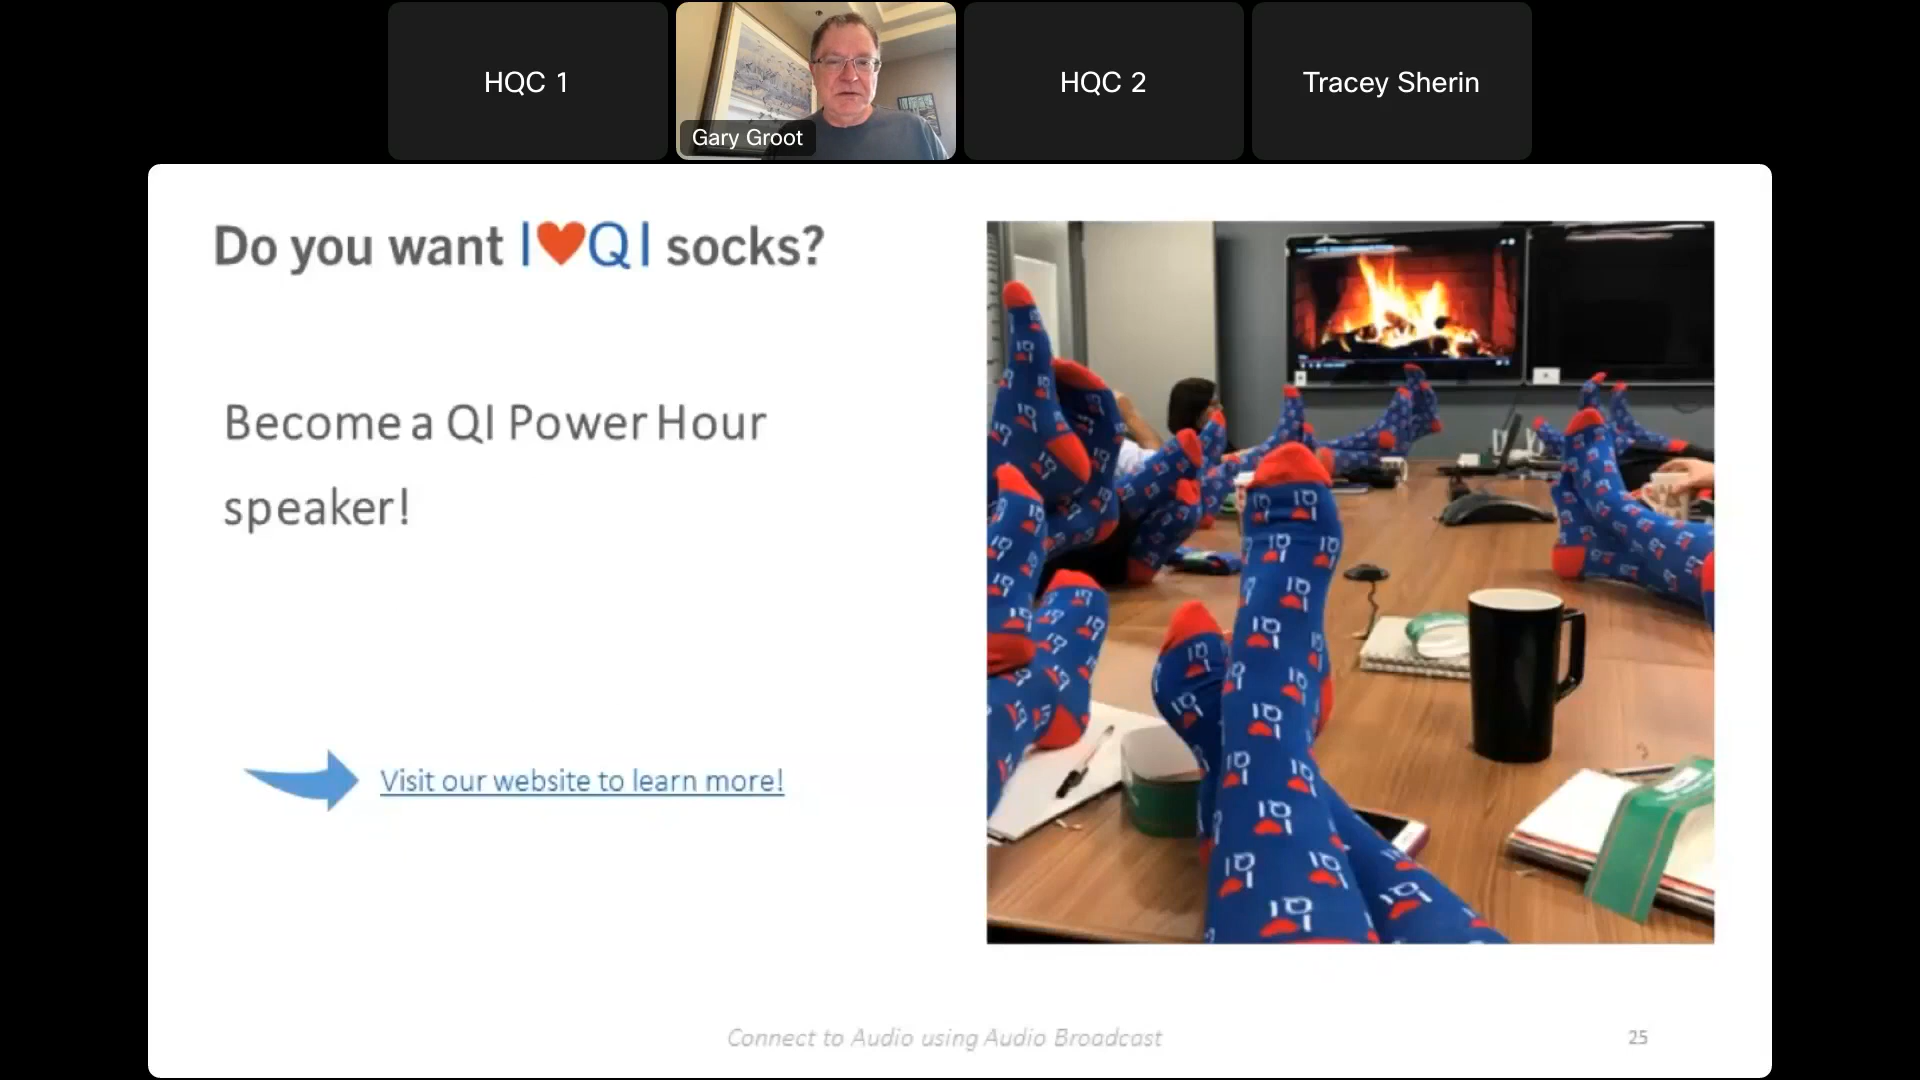 HQC 1
Gary Groot
HQC 2
Tracey Sherin
Do you want I❤QI socks?
Become a QI Power Hour
speaker!
Visit our website to learn more!
Connect to Audio using Audio Broadcast
25